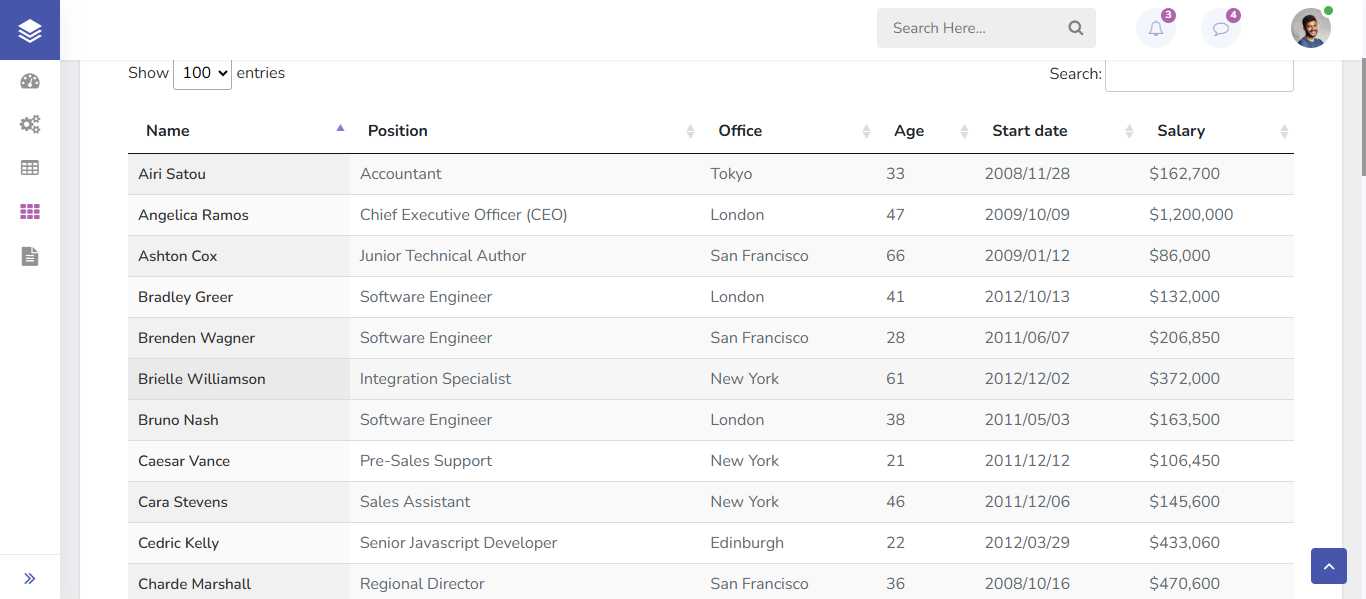 Search Here...
3
4
Show 100 entries
Search:
Name Position Office Age Start date Salary
Airi Satou Accountant Tokyo 33 2008/11/28 $162,700
Angelica Ramos Chief Executive Officer (CEO) London 47 2009/10/09 $1,200,000
Ashton Cox Junior Technical Author San Francisco 66 2009/01/12 $86,000
Bradley Greer Software Engineer London 41 2012/10/13 $132,000
Brenden Wagner Software Engineer San Francisco 28 2011/06/07 $206,850
Brielle Williamson Integration Specialist New York 61 2012/12/02 $372,000
Bruno Nash Software Engineer London 38 2011/05/03 $163,500
Caesar Vance Pre-Sales Support New York 21 2011/12/12 $106,450
Cara Stevens Sales Assistant New York 46 2011/12/06 $145,600
Cedric Kelly Senior Javascript Developer Edinburgh 22 2012/03/29 $433,060
Charde Marshall Regional Director San Francisco 36 2008/10/16 $470,600